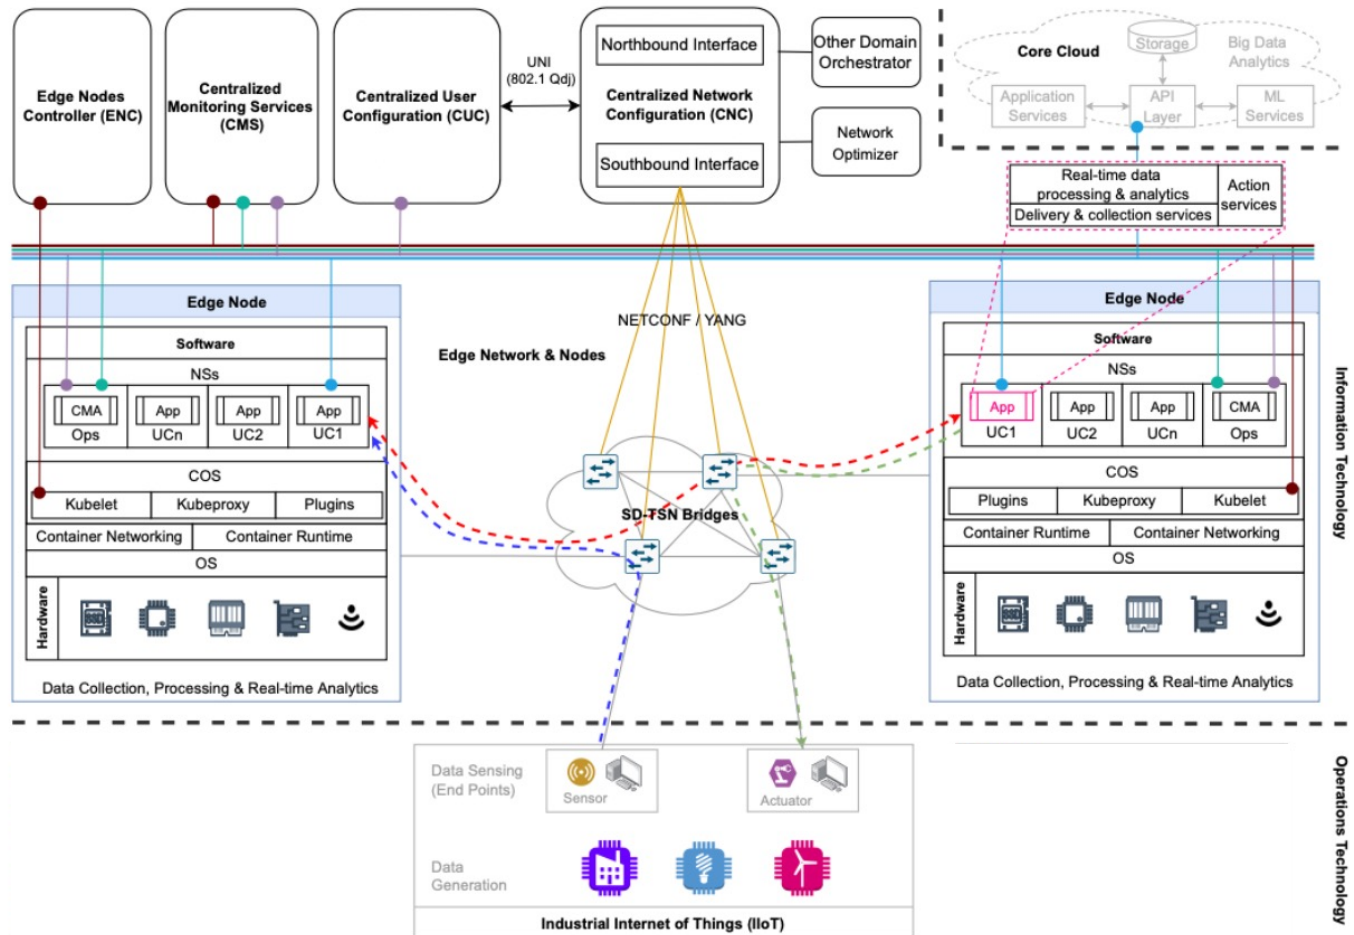 Edge Nodes
Controller (ENC)
Centralized
Monitoring Services
(CMS)
Centralized User
Configuration (CUC)
UNI
(802.1 Qdj)
Northbound Interface
Centralized Network
Configuration (CNC)
Southbound Interface
Other Domain
Orchestrator
Network
Optimizer
Core Cloud
Storage
Big Data
Analytics
Application
Services
API
Layer
ML
Services
Real-time data
processing & analytics
Delivery & collection services
Action
services
Edge Node
Software
NSs
CMA
App
App
App
Ops
UCn
UC2
UC1
COS
Kubelet
Kubeproxy
Plugins
Container Networking
Container Runtime
OS
Hardware
SSD
Data Collection, Processing & Real-time Analytics
NETCONF / YANG
Edge Network & Nodes
SD-TSN Bridges
Edge Node
Software
NSs
App
App
App
CMA
UC1
UC2
UCn
Ops
COS
Plugins
Kubeproxy
Kubelet
Container Runtime
Container Networking
OS
Hardware
SSD
Data Collection, Processing & Real-time Analytics
Information Technology
Operations Technology
Data Sensing
(End Points)
Sensor
Actuator
Data
Generation
Industrial Internet of Things (IIoT)